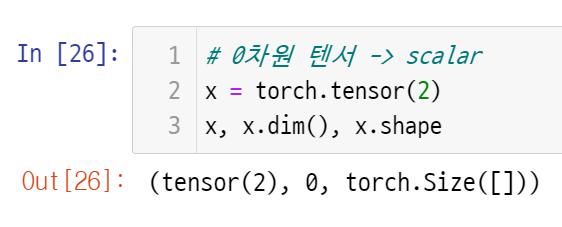 In [26]:
1 # 0차원 텐서 -> scalar
2 x = torch.tensor(2)
3 x, x.dim(), x.shape
Out[26]: (tensor(2), 0, torch.Size([]))